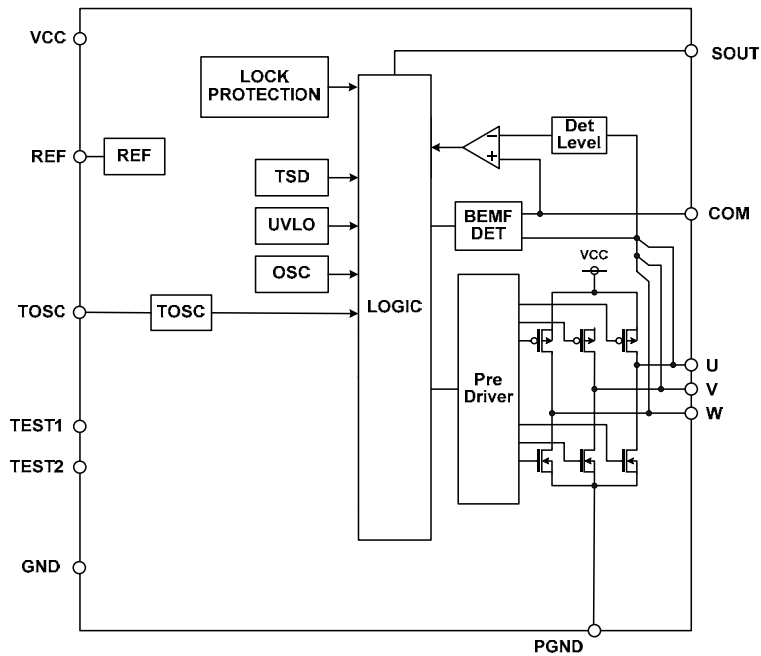 VCC
SOUT
LOCK
PROTECTION
Det
Level
REF
REF
TSD
COM
BEMF
DET
UVLO
VCC
OSC
LOGIC
TOSC
TOSC
U
Pre
Driver
V
W
TEST1
TEST2
GND
PGND
−
+